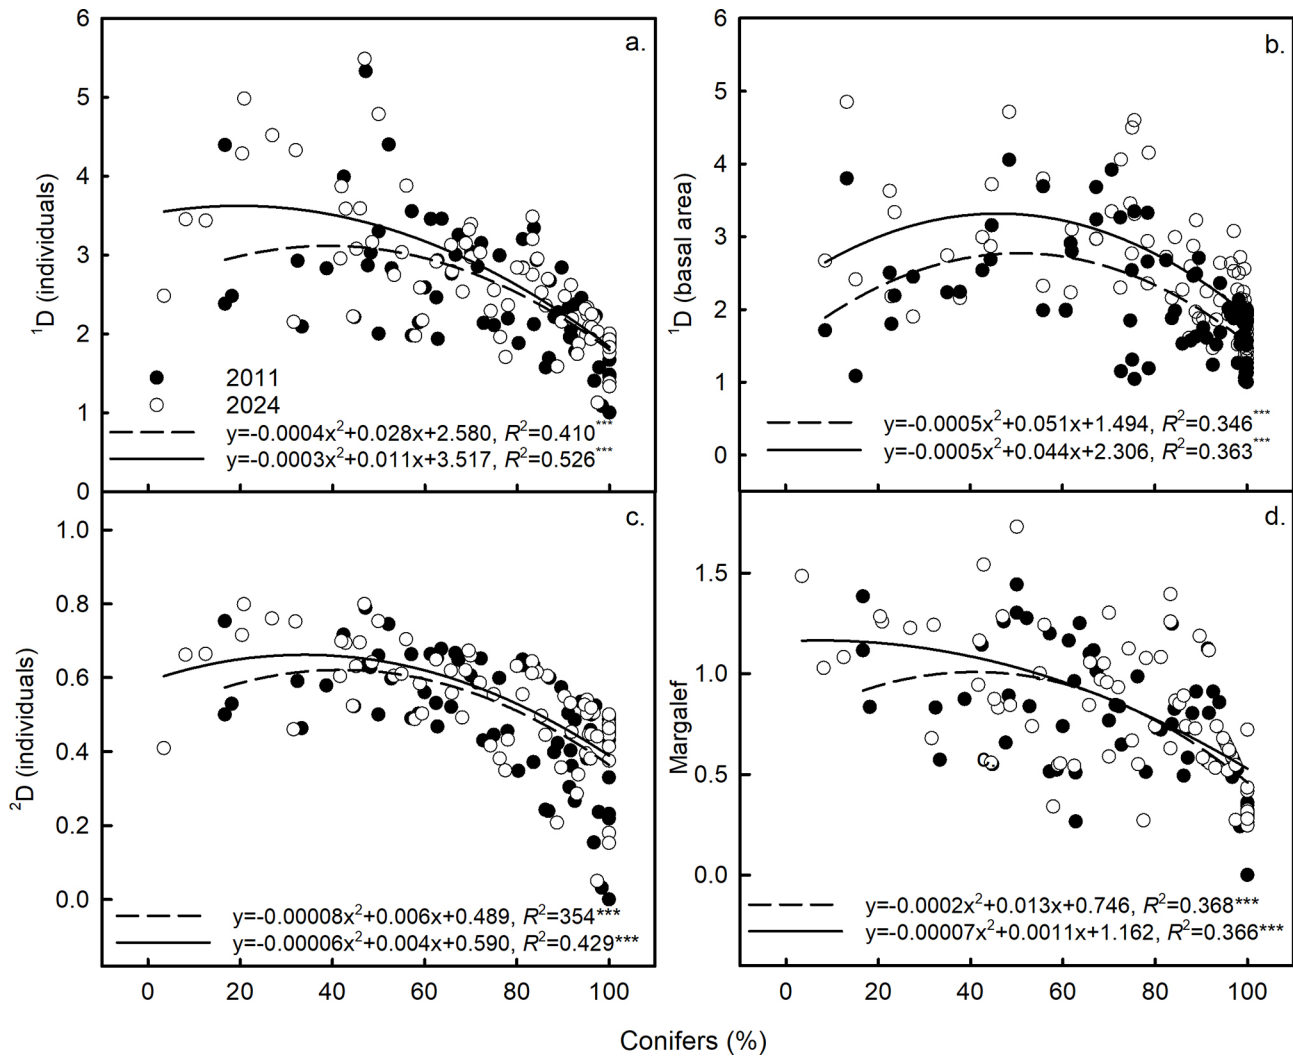 a.
6
5
4
3
2
1
0
¹D (individuals)
2011
2024
y=-0.0004x²+0.028x+2.580, R²=0.410***
y=-0.0003x²+0.011x+3.517, R²=0.526***
b.
6
5
4
3
2
1
0
¹D (basal area)
y=-0.0005x²+0.051x+1.494, R²=0.346***
y=-0.0005x²+0.044x+2.306, R²=0.363***
c.
1.0
0.8
0.6
0.4
0.2
0.0
²D (individuals)
y=-0.00008x²+0.006x+0.489, R²=354***
y=-0.00006x²+0.004x+0.590, R²=0.429***
0 20 40 60 80 100
d.
1.5
1.0
0.5
0.0
Margalef
y=-0.0002x²+0.013x+0.746, R²=0.368***
y=-0.00007x²+0.0011x+1.162, R²=0.366***
0 20 40 60 80 100
Conifers (%)